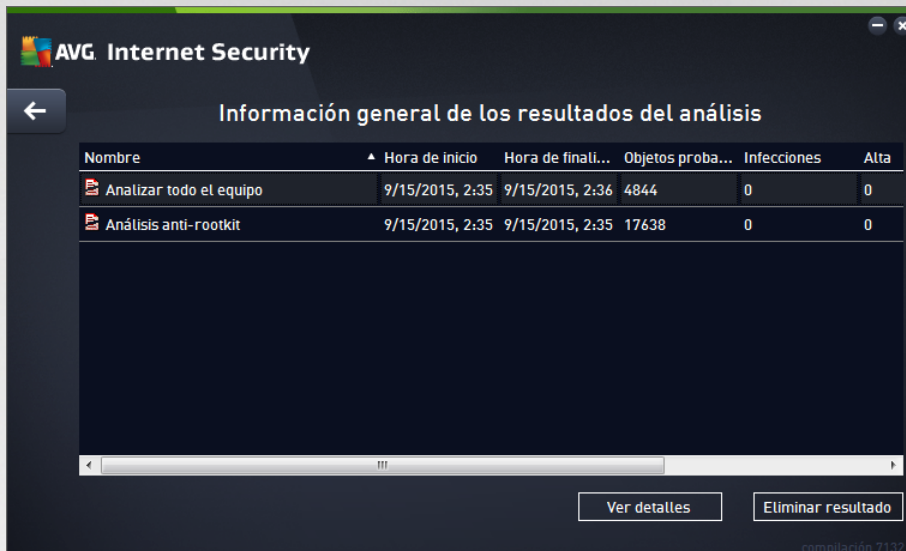 AVG. Internet Security
Información general de los resultados del análisis
Nombre Hora de inicio Hora de finali... Objetos proba... Infecciones Alta
Analizar todo el equipo 9/15/2015, 2:35 9/15/2015, 2:36 4844 0 0
Análisis anti-rootkit 9/15/2015, 2:35 9/15/2015, 2:35 17638 0 0
Ver detalles Eliminar resultado
compilación 7132